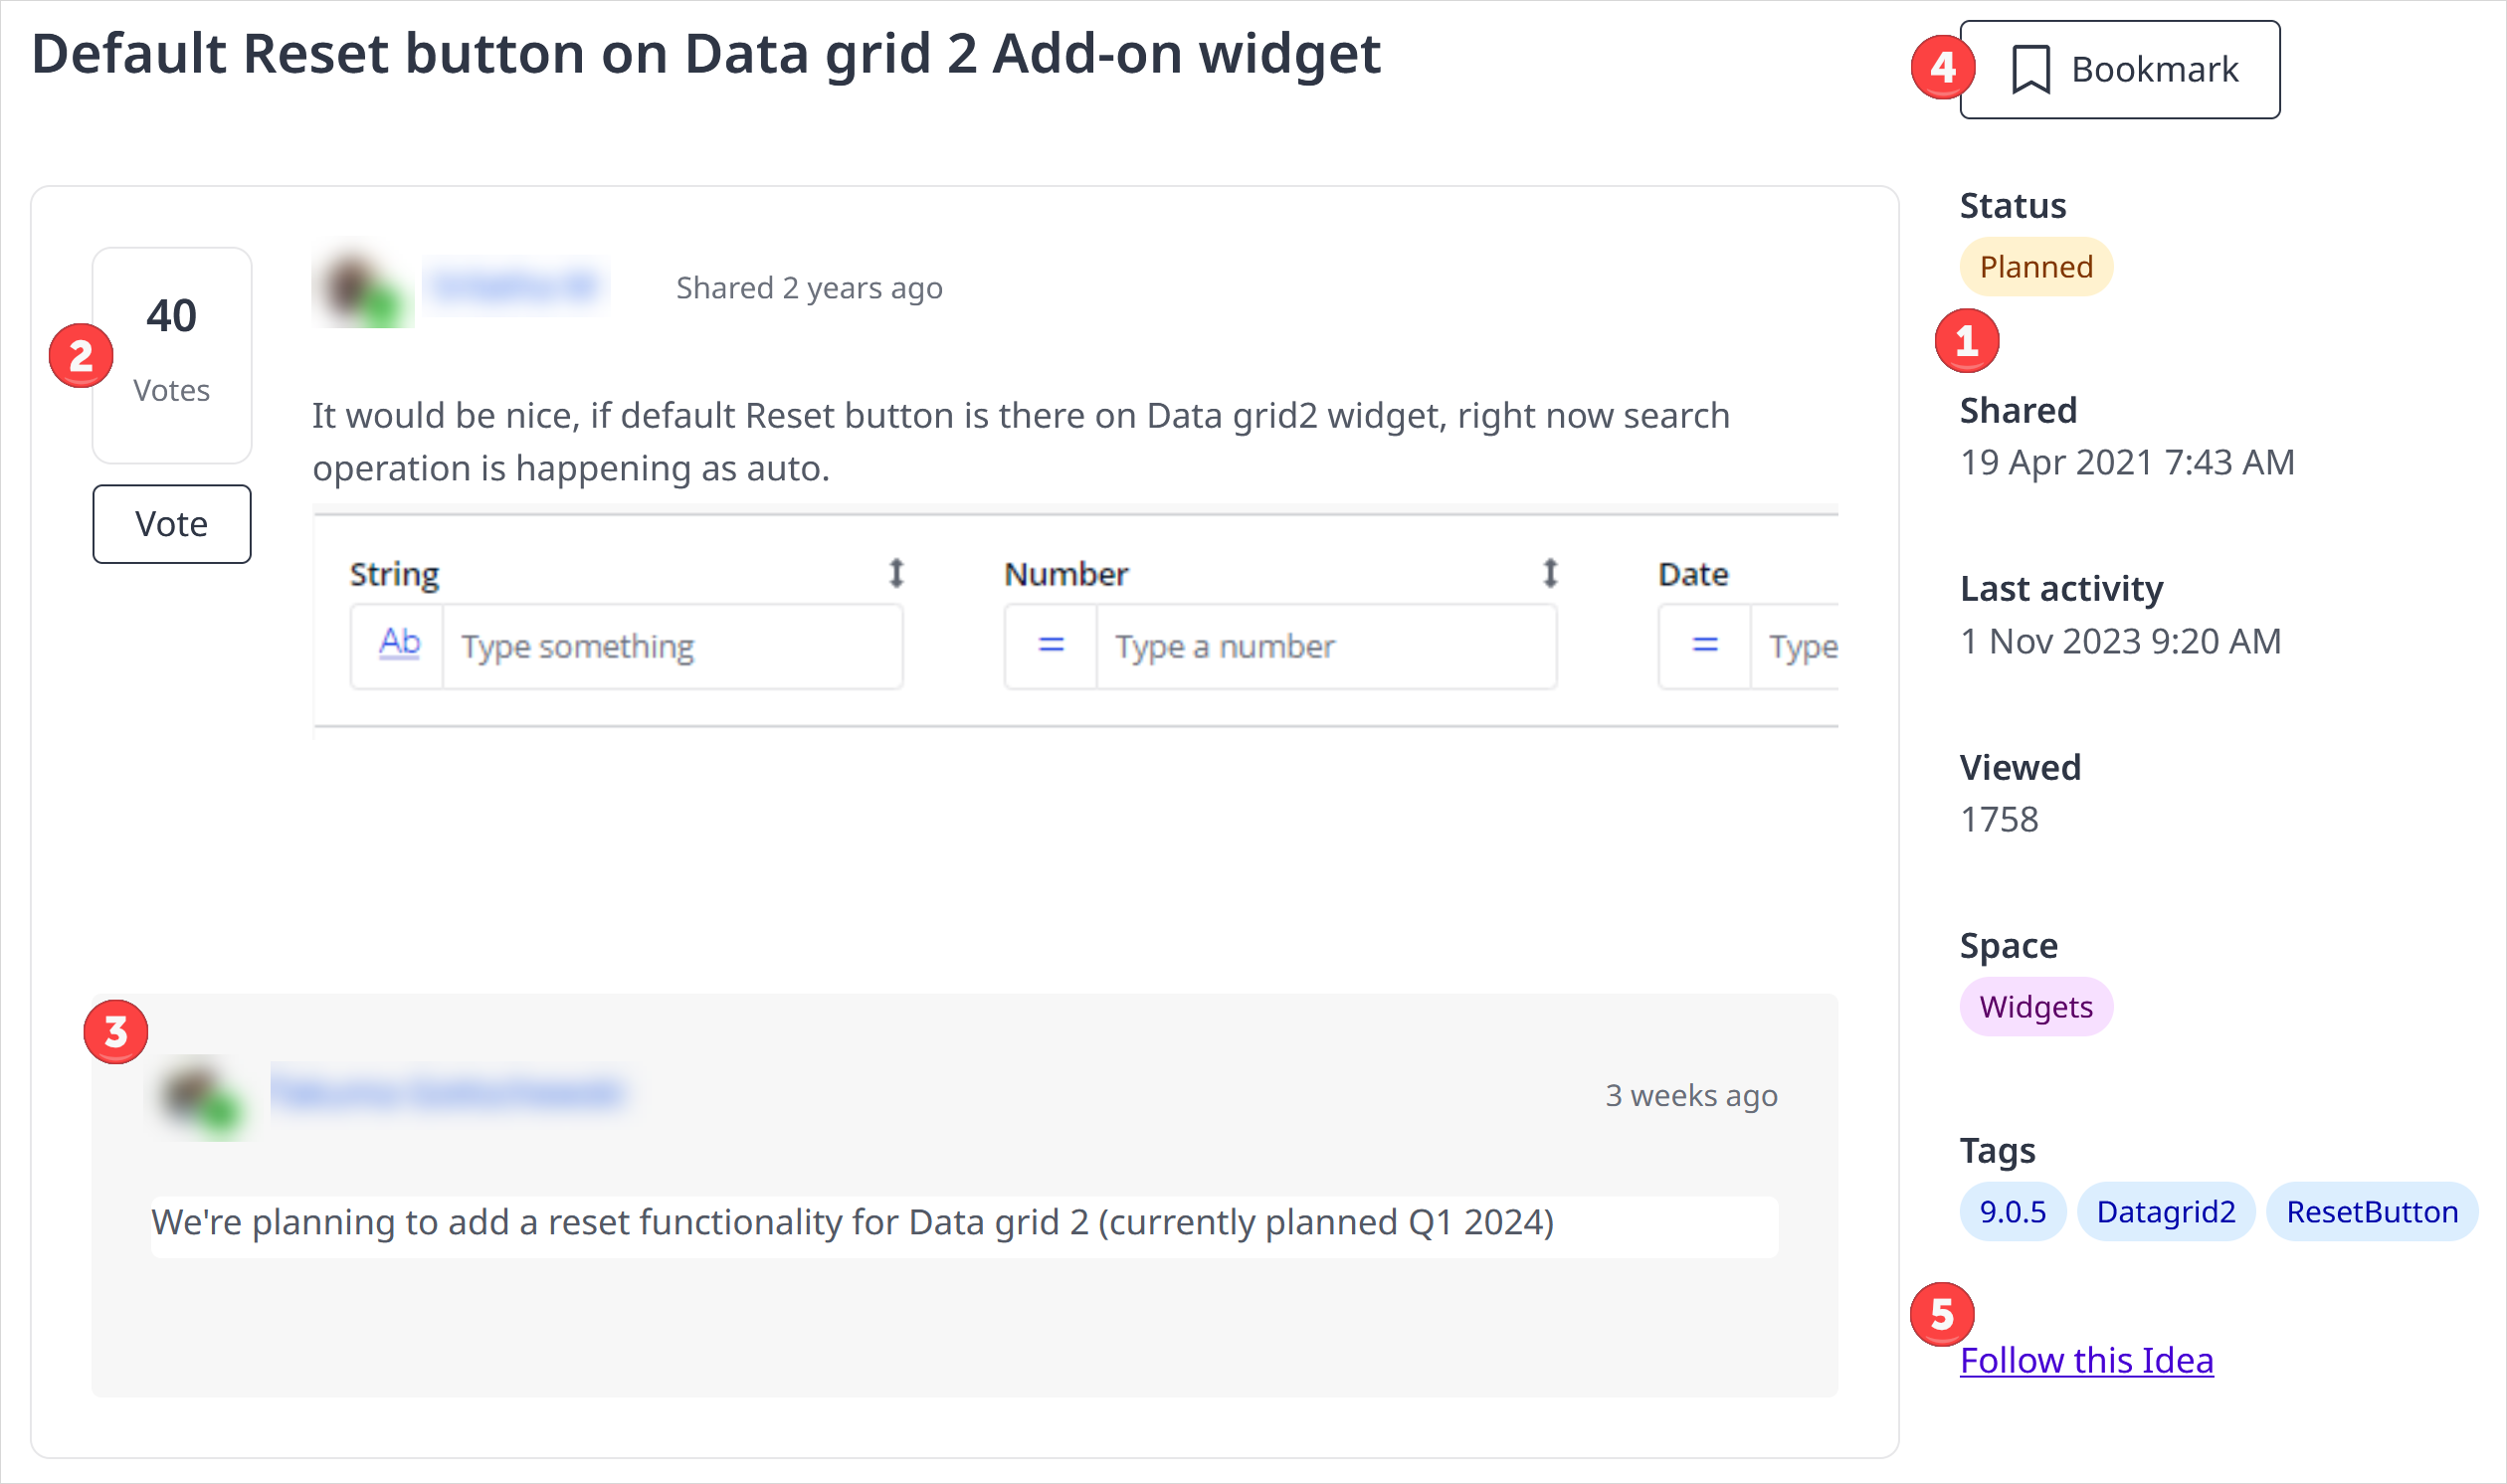 Default Reset button on Data grid 2 Add-on widget
4
Bookmark
2
40
Votes
Vote
Shared 2 years ago
It would be nice, if default Reset button is there on Data grid2 widget, right now search
operation is happening as auto.
String
Number
Date
Ab Type something
= Type a number
= Type
3
3 weeks ago
We're planning to add a reset functionality for Data grid 2 (currently planned Q1 2024)
Status
Planned
1
Shared
19 Apr 2021 7:43 AM
Last activity
1 Nov 2023 9:20 AM
Viewed
1758
Space
Widgets
Tags
9.0.5 Datagrid2 ResetButton
5
Follow this Idea